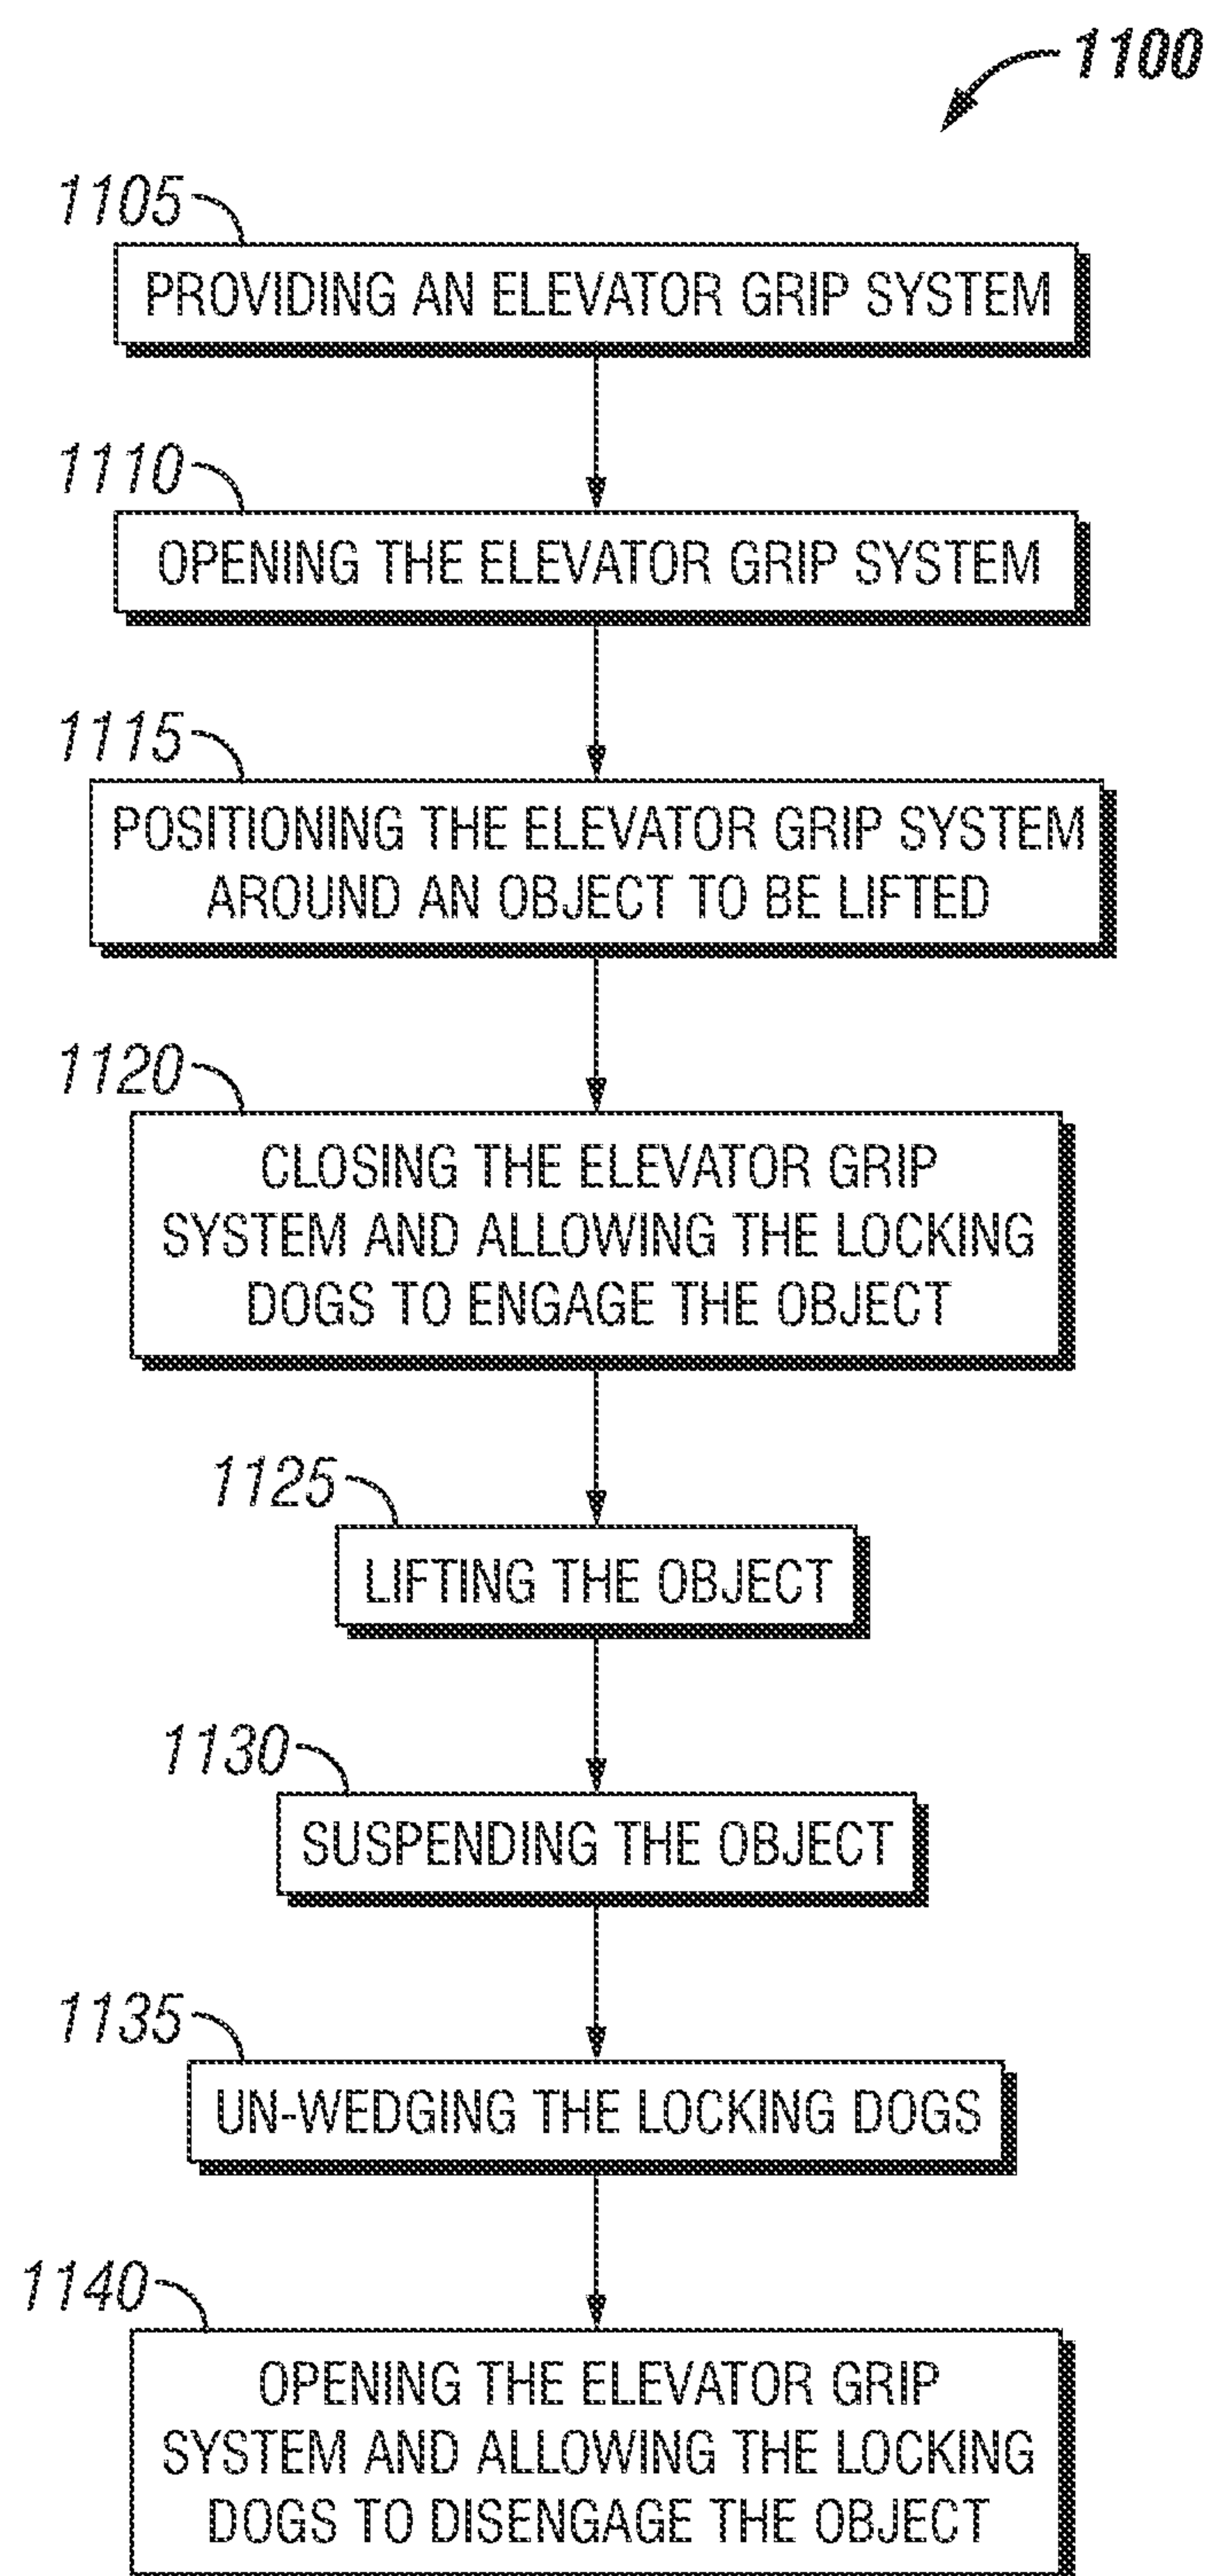 1100
1105
PROVIDING AN ELEVATOR GRIP SYSTEM
1110
OPENING THE ELEVATOR GRIP SYSTEM
1115
POSITIONING THE ELEVATOR GRIP SYSTEM
AROUND AN OBJECT TO BE LIFTED
1120
CLOSING THE ELEVATOR GRIP
SYSTEM AND ALLOWING THE LOCKING
DOGS TO ENGAGE THE OBJECT
1125
LIFTING THE OBJECT
1130
SUSPENDING THE OBJECT
1135
UN-WEDGING THE LOCKING DOGS
1140
OPENING THE ELEVATOR GRIP
SYSTEM AND ALLOWING THE LOCKING
DOGS TO DISENGAGE THE OBJECT